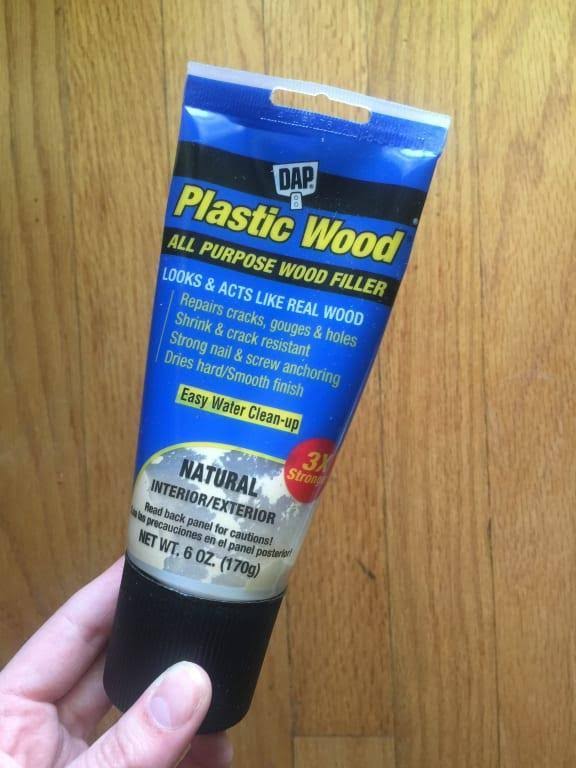 DAP
Plastic Wood
ALL PURPOSE WOOD FILLER
LOOKS & ACTS LIKE REAL WOOD
Repairs cracks, gouges & holes
Shrink & crack resistant
Strong nail & screw anchoring
Dries hard/Smooth finish
Easy Water Clean-up
3X
NATURAL
INTERIOR/EXTERIOR
Read back panel for cautions!
las precauciones en el panel posterior!
NET WT. 6 OZ. (170g)